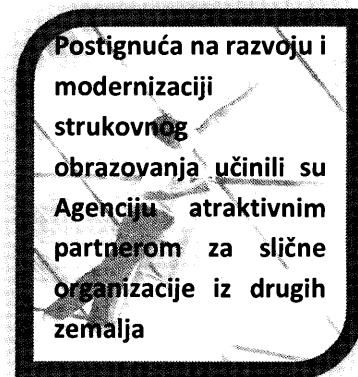 Postignuća na razvoju i
modernizaciji
strukovnog
obrazovanja učinili su
Agenciju atraktivnim
partnerom za slične
organizacije iz drugih
zemalja